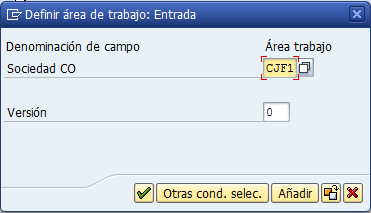 Definir área de trabajo: Entrada
Denominación de campo Área trabajo
Sociedad CO CJF1
Versión 0
Otras cond. selec. Añadir